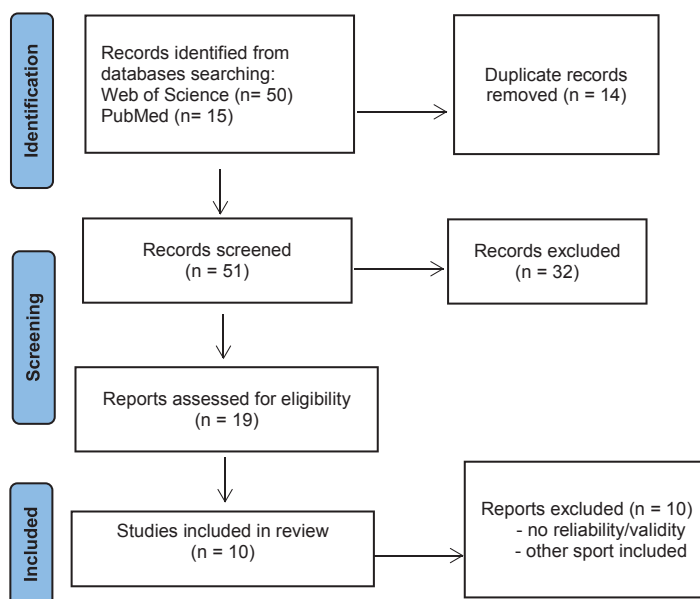 Identification
Records identified from
databases searching:
Web of Science (n= 50)
PubMed (n= 15)
Duplicate records
removed (n = 14)
Screening
Records screened
(n = 51)
Records excluded
(n = 32)
Reports assessed for eligibility
(n = 19)
Included
Studies included in review
(n = 10)
Reports excluded (n = 10)
- no reliability/validity
- other sport included